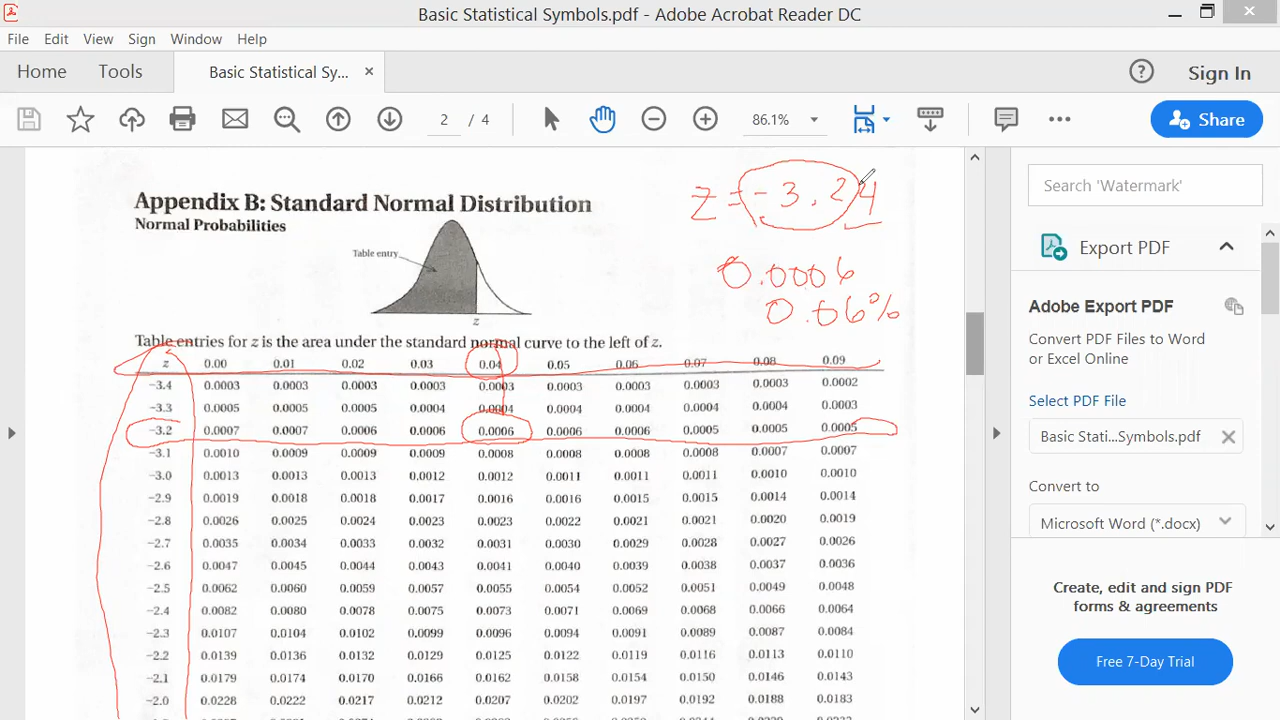 Basic Statistical Symbols.pdf - Adobe Acrobat Reader DC
File Edit View Sign Window Help
Home Tools Basic Statistical Sy... × Sign In
2 / 4 86.1% Share
Appendix B: Standard Normal Distribution
Normal Probabilities
Table entry
z
Table entries for z is the area under the standard normal curve to the left of z.
z = -3.24
0.0006
0.06%
z 0.00 0.01 0.02 0.03 0.04 0.05 0.06 0.07 0.08 0.09
−3.4 0.0003 0.0003 0.0003 0.0003 0.0003 0.0003 0.0003 0.0003 0.0003 0.0002
−3.3 0.0005 0.0005 0.0005 0.0004 0.0004 0.0004 0.0004 0.0004 0.0004 0.0003
−3.2 0.0007 0.0007 0.0006 0.0006 0.0006 0.0006 0.0006 0.0005 0.0005 0.0005
−3.1 0.0010 0.0009 0.0009 0.0009 0.0008 0.0008 0.0008 0.0008 0.0007 0.0007
−3.0 0.0013 0.0013 0.0013 0.0012 0.0012 0.0011 0.0011 0.0011 0.0010 0.0010
−2.9 0.0019 0.0018 0.0018 0.0017 0.0016 0.0016 0.0015 0.0015 0.0014 0.0014
−2.8 0.0026 0.0025 0.0024 0.0023 0.0023 0.0022 0.0021 0.0021 0.0020 0.0019
−2.7 0.0035 0.0034 0.0033 0.0032 0.0031 0.0030 0.0029 0.0028 0.0027 0.0026
−2.6 0.0047 0.0045 0.0044 0.0043 0.0041 0.0040 0.0039 0.0038 0.0037 0.0036
−2.5 0.0062 0.0060 0.0059 0.0057 0.0055 0.0054 0.0052 0.0051 0.0049 0.0048
−2.4 0.0082 0.0080 0.0078 0.0075 0.0073 0.0071 0.0069 0.0068 0.0066 0.0064
−2.3 0.0107 0.0104 0.0102 0.0099 0.0096 0.0094 0.0091 0.0089 0.0087 0.0084
−2.2 0.0139 0.0136 0.0132 0.0129 0.0125 0.0122 0.0119 0.0116 0.0113 0.0110
−2.1 0.0179 0.0174 0.0170 0.0166 0.0162 0.0158 0.0154 0.0150 0.0146 0.0143
−2.0 0.0228 0.0222 0.0217 0.0212 0.0207 0.0202 0.0197 0.0192 0.0188 0.0183
Search 'Watermark'
Export PDF
Adobe Export PDF
Convert PDF Files to Word
or Excel Online
Select PDF File
Basic Stati...Symbols.pdf ×
Convert to
Microsoft Word (*.docx)
Create, edit and sign PDF
forms & agreements
Free 7-Day Trial